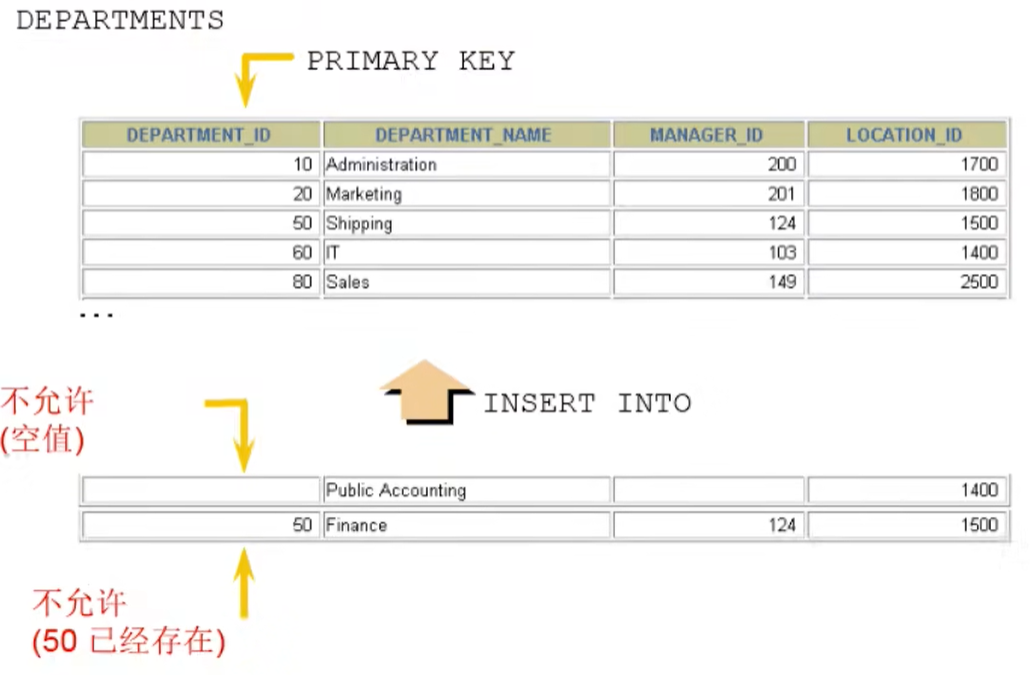 DEPARTMENTS
PRIMARY KEY
DEPARTMENT_ID DEPARTMENT_NAME MANAGER_ID LOCATION_ID
10 Administration 200 1700
20 Marketing 201 1800
50 Shipping 124 1500
60 IT 103 1400
80 Sales 149 2500
...
不允许
(空值)
INSERT INTO
Public Accounting 1400
50 Finance 124 1500
不允许
(50 已经存在)